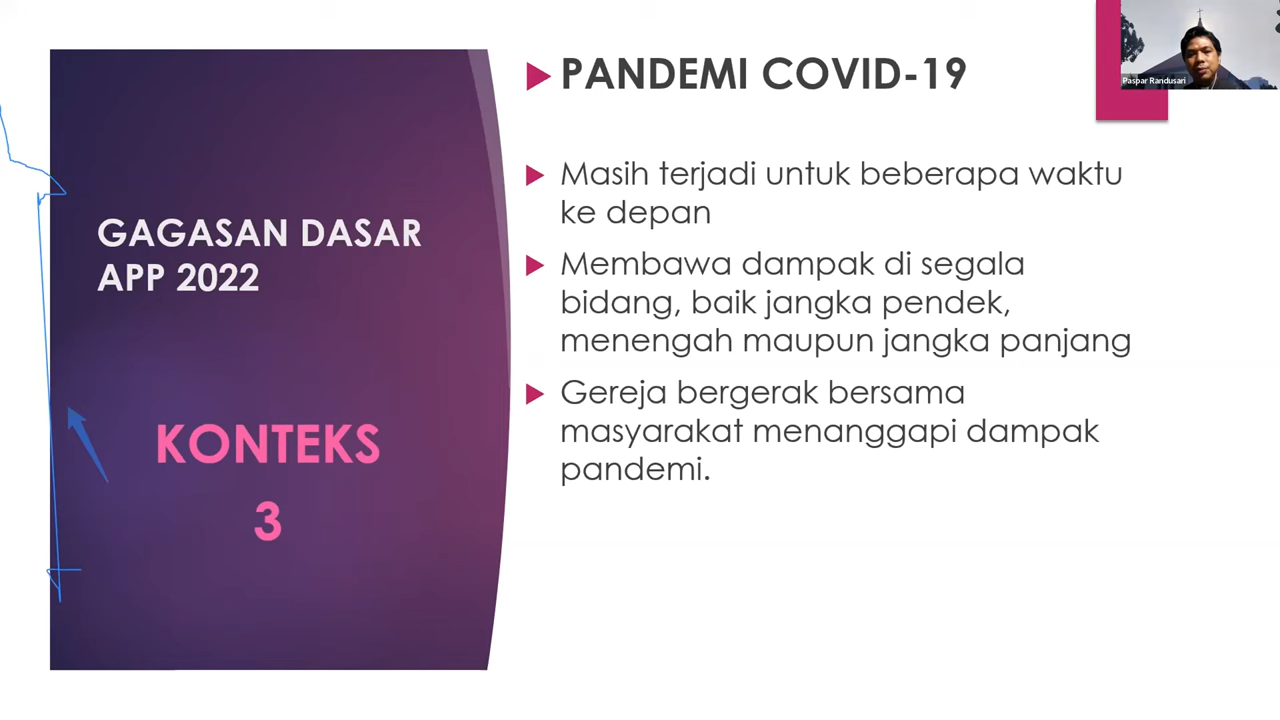 GAGASAN DASAR
APP 2022
KONTEKS
3
PANDEMI COVID-19
Masih terjadi untuk beberapa waktu
ke depan
Membawa dampak di segala
bidang, baik jangka pendek,
menengah maupun jangka panjang
Gereja bergerak bersama
masyarakat menanggapi dampak
pandemi.
Paspar Randusari